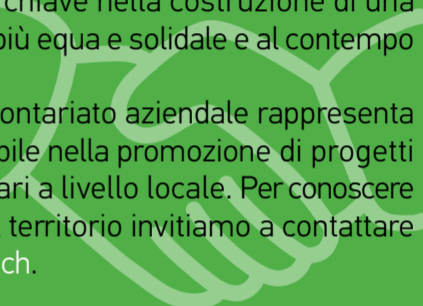 chiave nella costruzione di una
più equa e solidale e al contempo
ontariato aziendale rappresenta
bile nella promozione di progetti
ari a livello locale. Per conoscere
territorio invitiamo a contattare
ch.